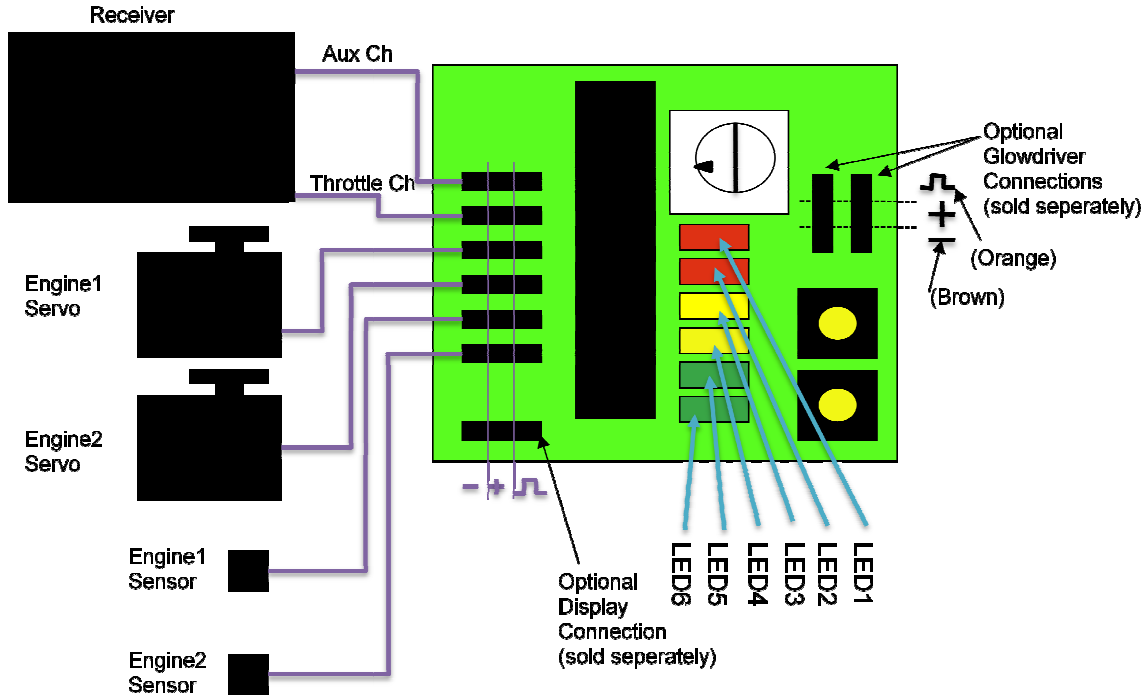 Receiver
Aux Ch
Throttle Ch
Engine1
Servo
Engine2
Servo
Engine1
Sensor
Engine2
Sensor
- +
Optional
Display
Connection
(sold seperately)
LED6
LED5
LED4
LED3
LED2
LED1
Optional
Glowdriver
Connections
(sold seperately)
+
-
(Orange)
(Brown)